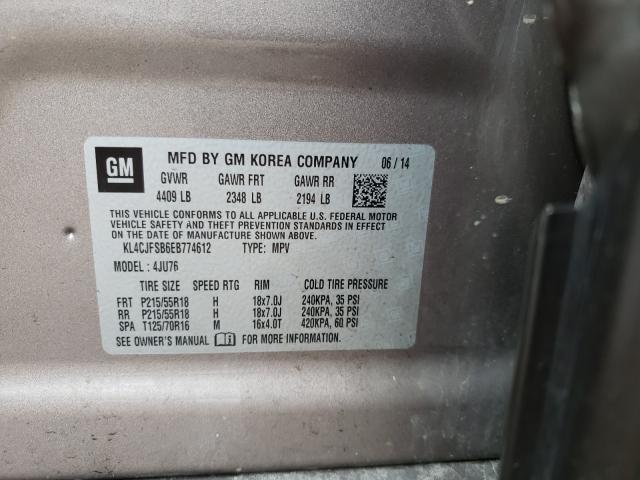 GM MFD BY GM KOREA COMPANY 06 / 14
GVWR GAWR FRT GAWR RR
4409 LB 2348 LB 2194 LB
THIS VEHICLE CONFORMS TO ALL APPLICABLE U.S. FEDERAL MOTOR
VEHICLE SAFETY AND THEFT PREVENTION STANDARDS IN EFFECT
ON THE DATE OF MANUFACTURE SHOWN ABOVE.
KL4CJFSB6EB774612 TYPE: MPV
MODEL : 4JU76
TIRE SIZE SPEED RTG RIM COLD TIRE PRESSURE
FRT P215/55R18 H 18x7.0J 240KPA, 35 PSI
RR P215/55R18 H 18x7.0J 240KPA, 35 PSI
SPA T125/70R16 M 16x4.0T 420KPA, 60 PSI
SEE OWNER'S MANUAL FOR MORE INFORMATION.